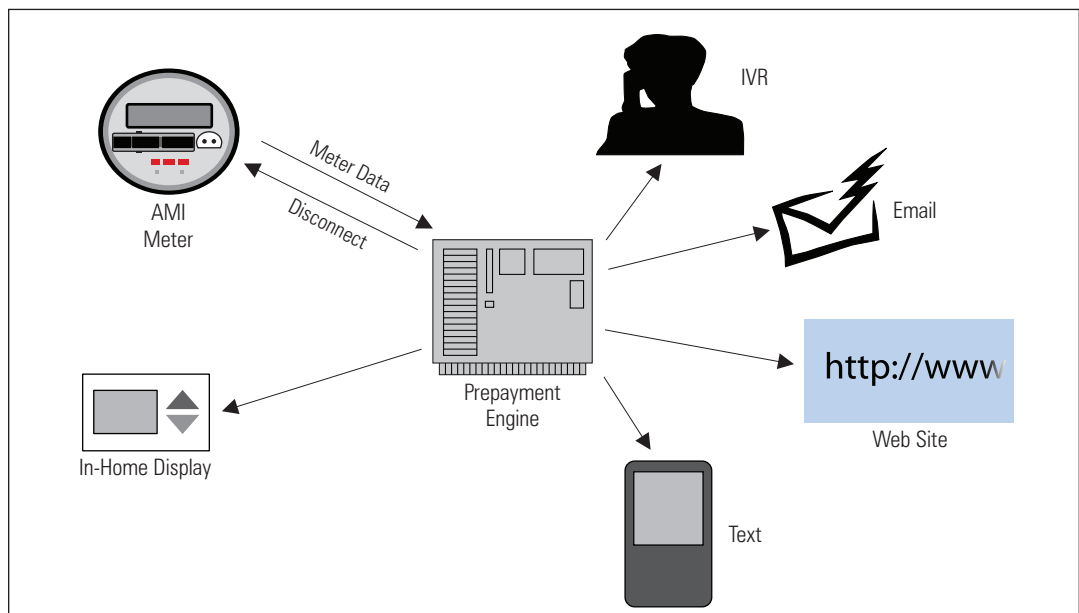 IVR
Meter Data
Disconnect
AMI
Meter
Email
http://www
Prepayment
Engine
Web Site
In-Home Display
Text